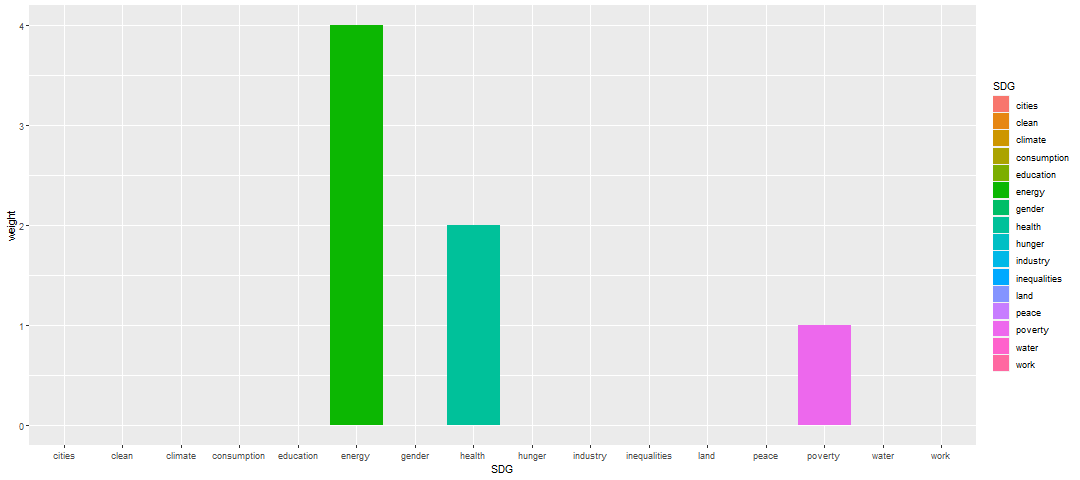 4
3
2
1
0
weight
cities clean climate consumption education energy gender health hunger industry inequalities land peace poverty water work
SDG
SDG
cities
clean
climate
consumption
education
energy
gender
health
hunger
industry
inequalities
land
peace
poverty
water
work